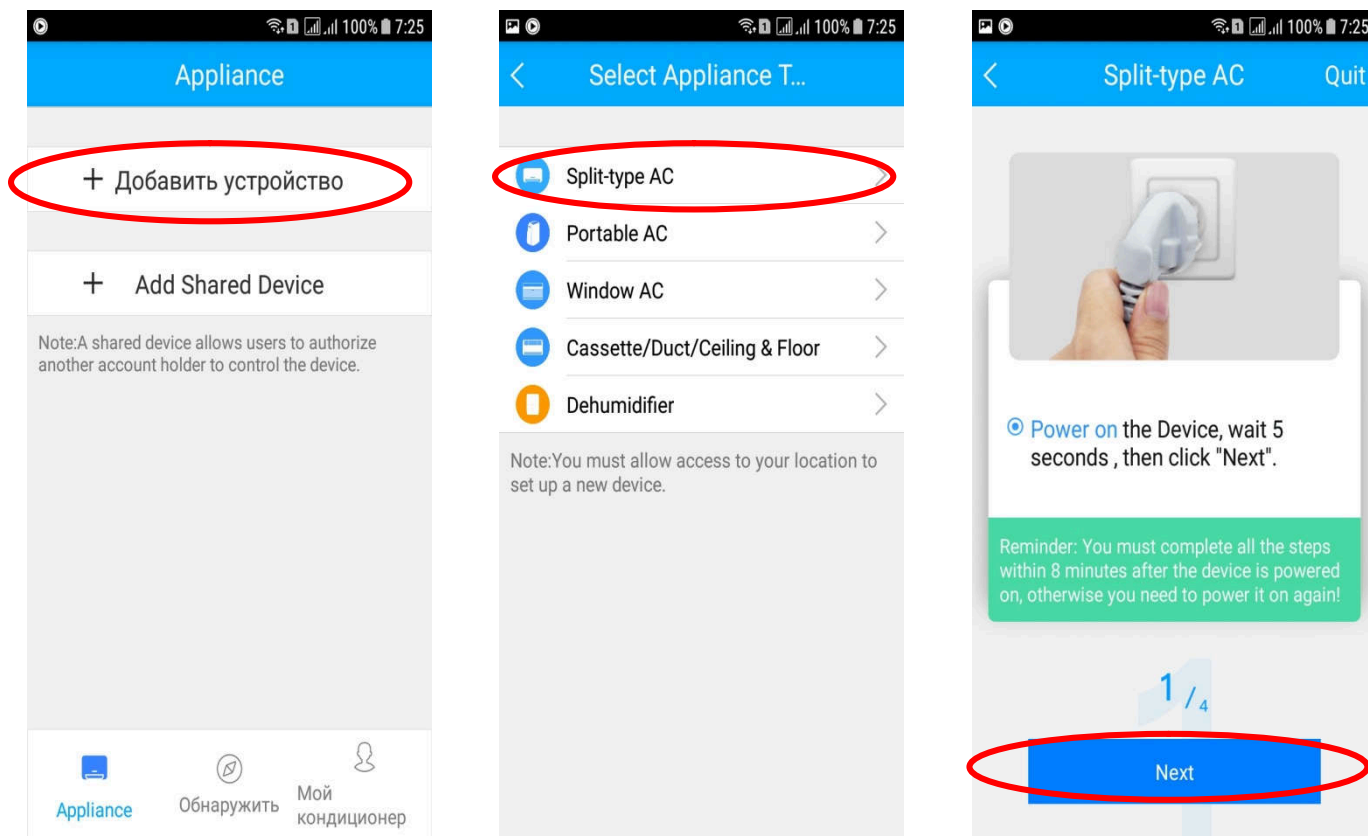 100% 7:25
Appliance
+ Добавить устройство
+ Add Shared Device
Note:A shared device allows users to authorize
another account holder to control the device.
Appliance
Обнаружить
Мой
кондиционер
100% 7:25
Select Appliance T...
Split-type AC
Portable AC
Window AC
Cassette/Duct/Ceiling & Floor
Dehumidifier
Note:You must allow access to your location to
set up a new device.
100% 7:25
Split-type AC Quit
Power on the Device, wait 5
seconds , then click "Next".
Reminder: You must complete all the steps
within 8 minutes after the device is powered
on, otherwise you need to power it on again!
1 / 4
Next